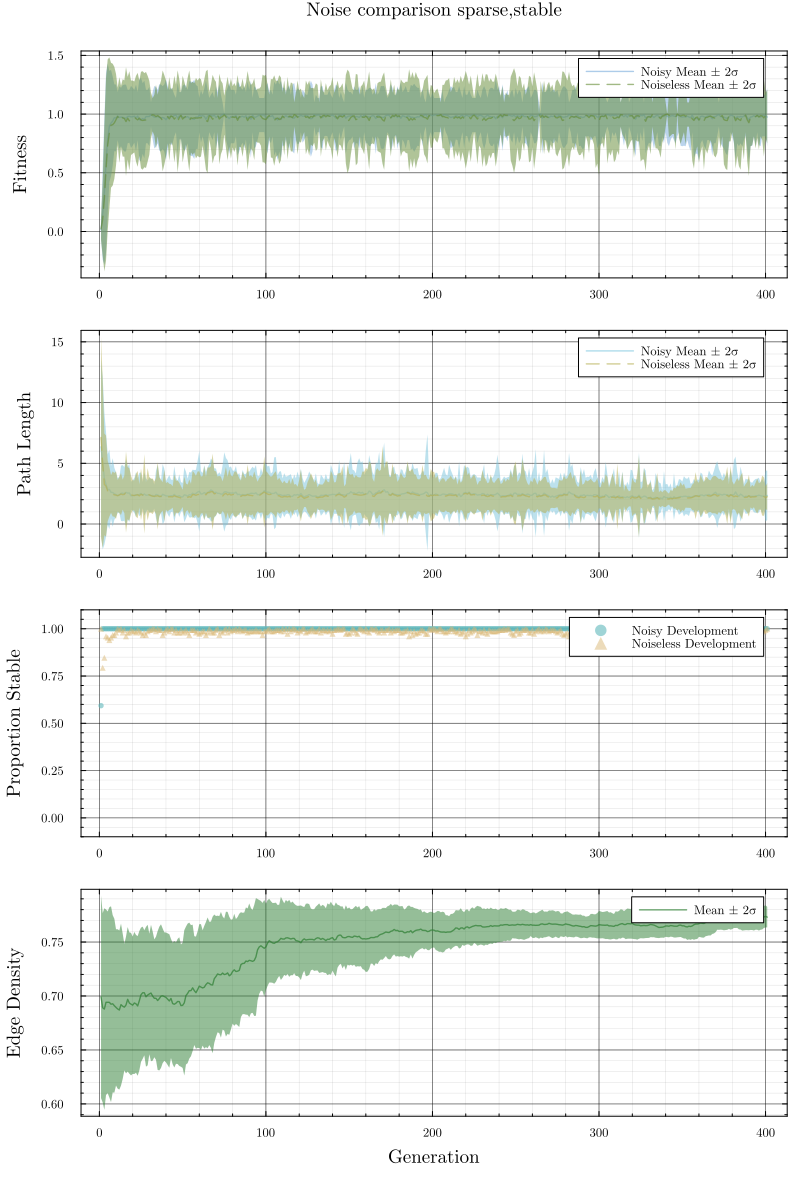 Noise comparison sparse,stable
1.5
1.0
0.5
0.0
Fitness
Noisy Mean ± 2σ
Noiseless Mean ± 2σ
0 100 200 300 400
15
10
5
0
Path Length
Noisy Mean ± 2σ
Noiseless Mean ± 2σ
0 100 200 300 400
1.00
0.75
0.50
0.25
0.00
Proportion Stable
Noisy Development
Noiseless Development
0 100 200 300 400
0.75
0.70
0.65
0.60
Edge Density
Mean ± 2σ
0 100 200 300 400
Generation